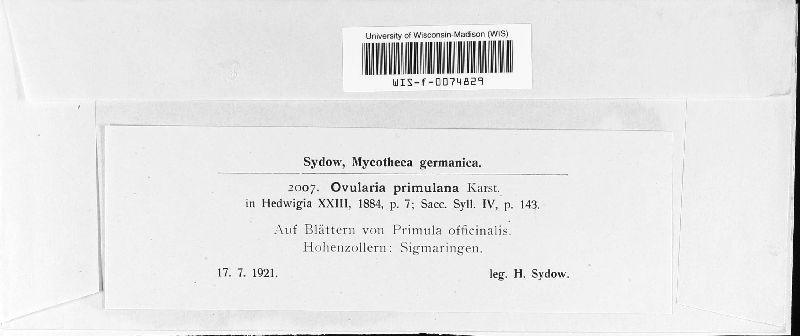 University of Wisconsin-Madison (WIS)
WIS-f-0074829
Sydow, Mycotheca germanica.
2007. Ovularia primulana Karst.
in Hedwigia XXIII, 1884, p. 7; Sacc. Syll. IV, p. 143.
Auf Blättern von Primula officinalis.
Hohenzollern: Sigmaringen.
17. 7. 1921. leg. H. Sydow.